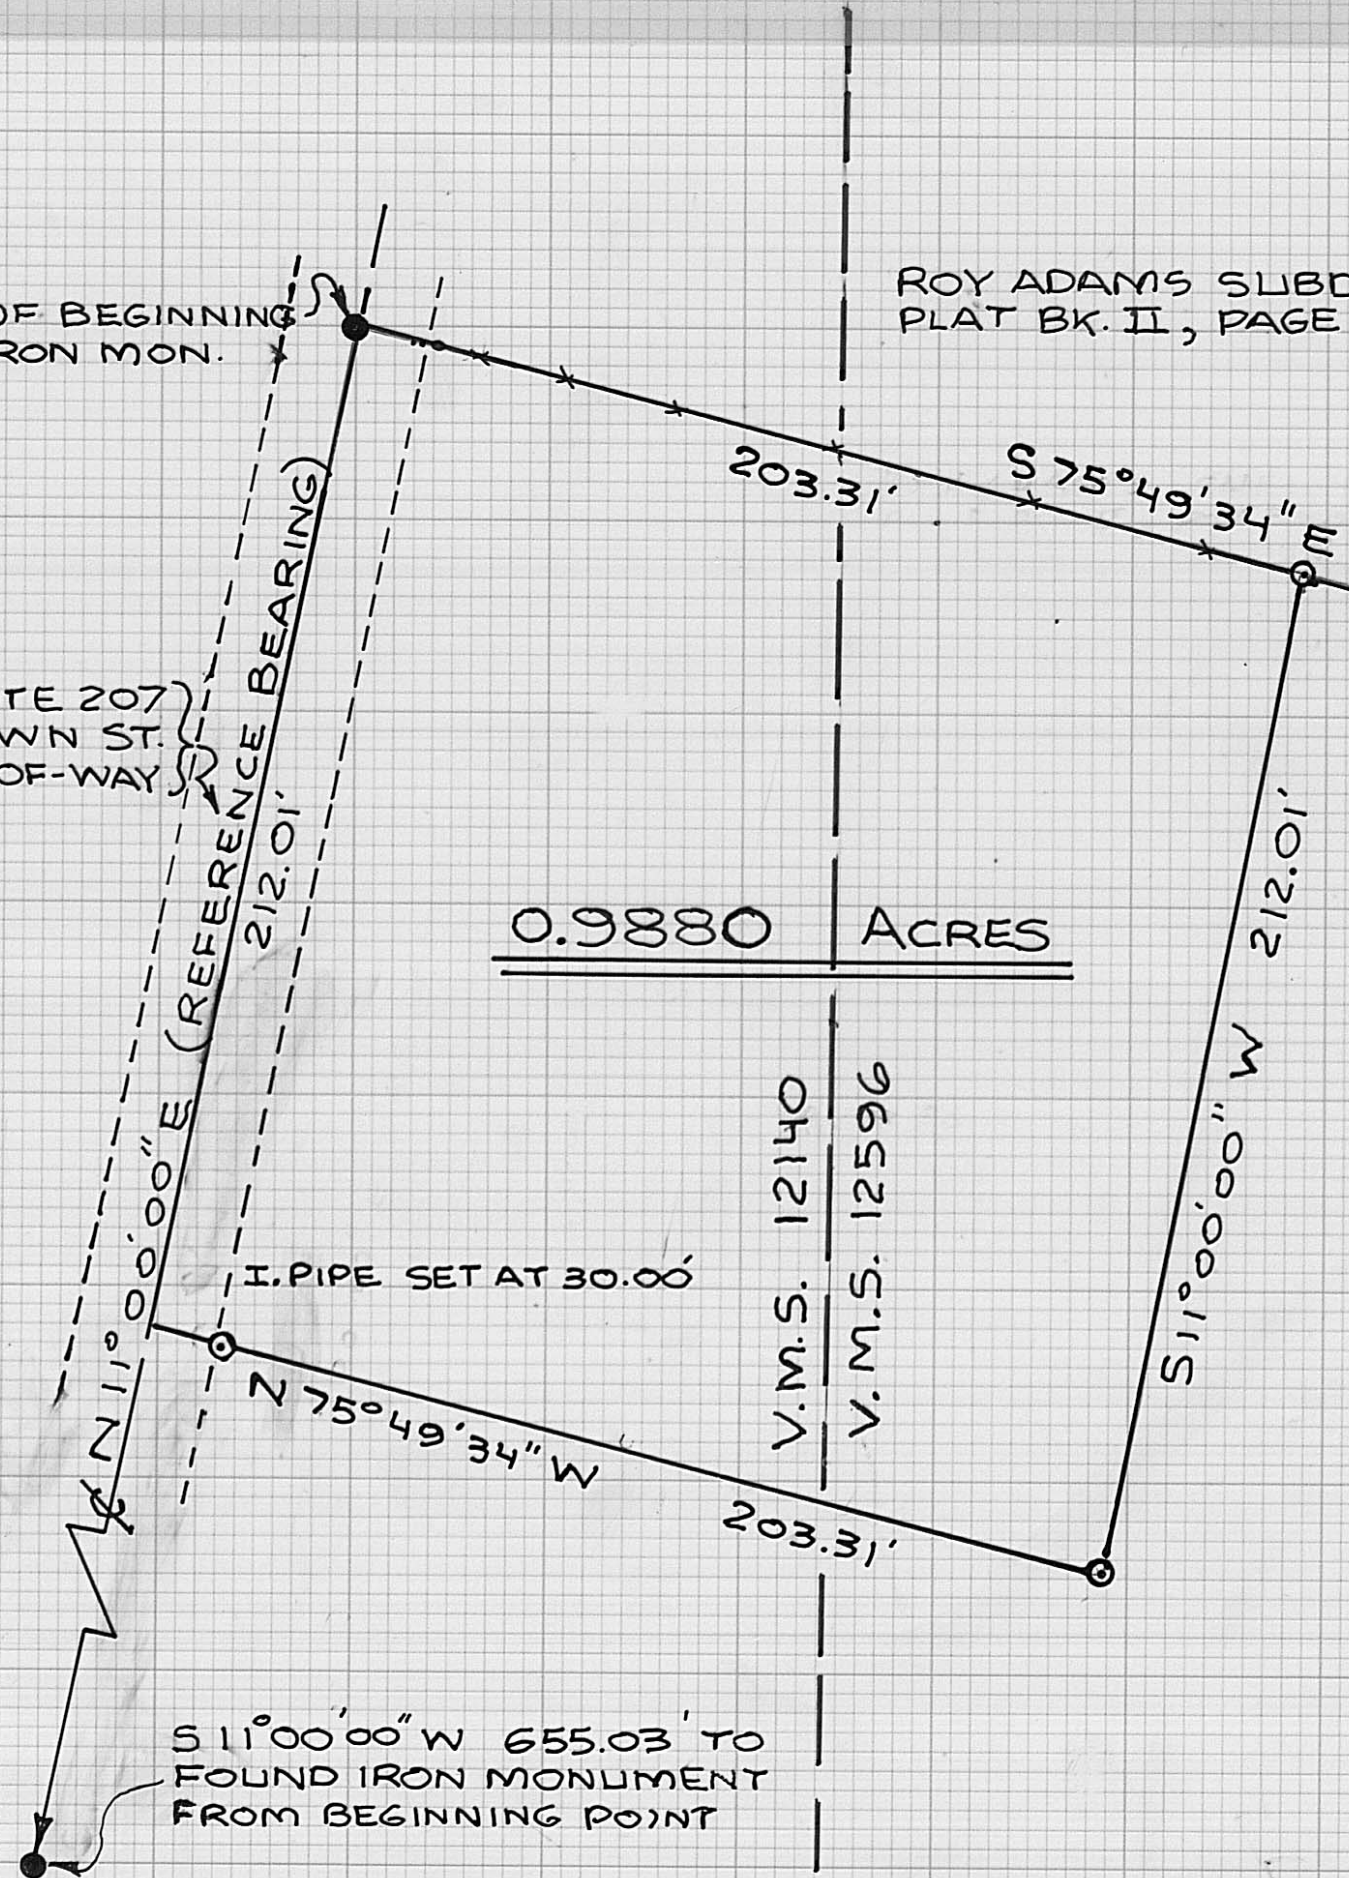 ROY ADAMS SUBD
PLAT BK. II, PAGE
OF BEGINNING
IRON MON.
203.31'
S 75°49'34" E
N 11°00'00" E (REFERENCE BEARING)
212.01'
TE 207
WN ST.
OF-WAY
212.01'
S 11°00'00" W
0.9880 ACRES
V.M.S. 12140
V.M.S. 12596
I. PIPE SET AT 30.00'
N 75°49'34" W
203.31'
℄
S 11°00'00" W 655.03' TO
FOUND IRON MONUMENT
FROM BEGINNING POINT